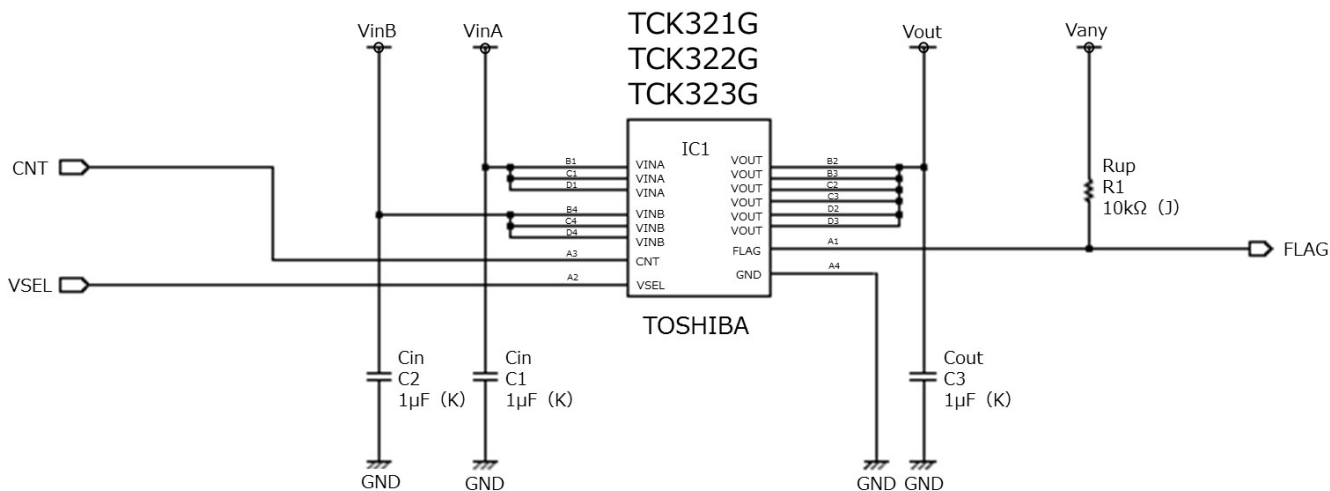 TCK321G
TCK322G
TCK323G
VinB
VinA
Vout
Vany
IC1
CNT
VSEL
B1
C1
D1
B4
C4
D4
A3
A2
VINA
VINA
VINA
VINB
VINB
VINB
CNT
VSEL
VOUT
VOUT
VOUT
VOUT
VOUT
VOUT
FLAG
GND
B2
B3
C2
C3
D2
D3
A1
A4
Rup
R1
10kΩ（J）
FLAG
TOSHIBA
Cin
C2
1μF（K）
Cin
C1
1μF（K）
Cout
C3
1μF（K）
GND
GND
GND
GND